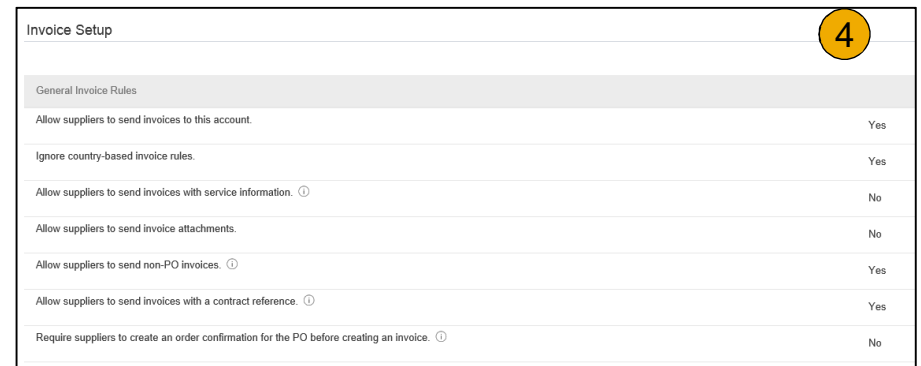 Invoice Setup
4
General Invoice Rules
Allow suppliers to send invoices to this account.
Yes
Ignore country-based invoice rules.
Yes
Allow suppliers to send invoices with service information. ⓘ
No
Allow suppliers to send invoice attachments.
No
Allow suppliers to send non-PO invoices. ⓘ
Yes
Allow suppliers to send invoices with a contract reference. ⓘ
Yes
Require suppliers to create an order confirmation for the PO before creating an invoice. ⓘ
No